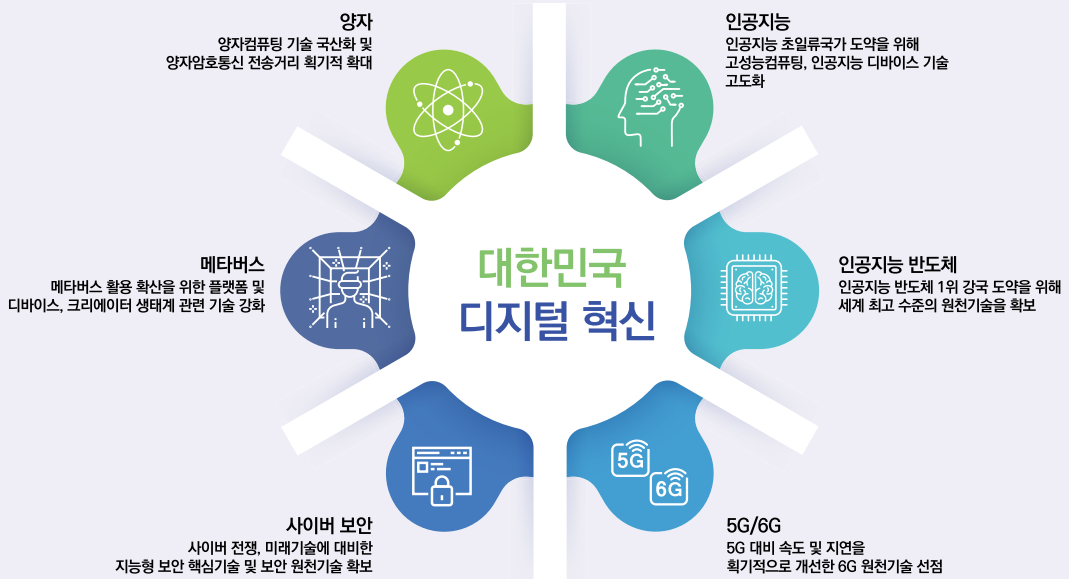 양자
양자컴퓨팅 기술 국산화 및
양자암호통신 전송거리 획기적 확대
인공지능
인공지능 초일류국가 도약을 위해
고성능컴퓨팅, 인공지능 디바이스 기술
고도화
메타버스
메타버스 활용 확산을 위한 플랫폼 및
디바이스, 크리에이터 생태계 관련 기술 강화
대한민국
디지털 혁신
인공지능 반도체
인공지능 반도체 1위 강국 도약을 위해
세계 최고 수준의 원천기술을 확보
사이버 보안
사이버 전쟁, 미래기술에 대비한
지능형 보안 핵심기술 및 보안 원천기술 확보
5G
6G
5G/6G
5G 대비 속도 및 지연을
획기적으로 개선한 6G 원천기술 선점